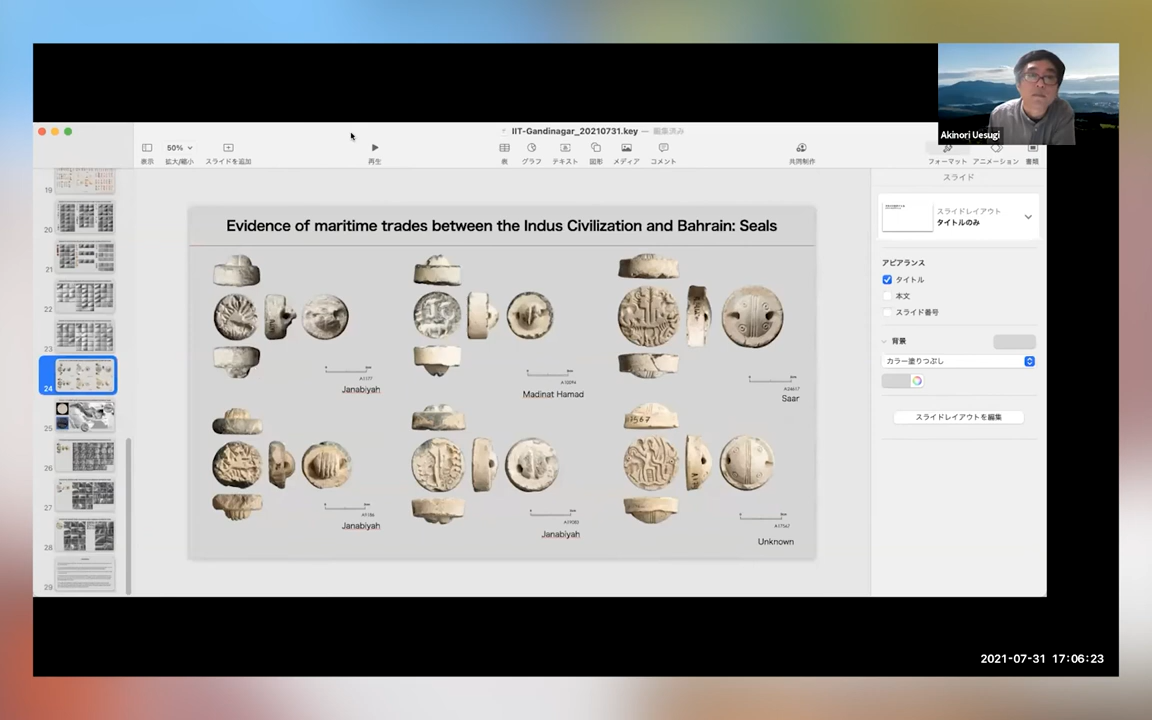 Akinori Uesugi
IIT-Gandinagar_20210731.key — 編集済み
50%
表示
拡大/縮小
スライドを追加
再生
表
グラフ
テキスト
図形
メディア
コメント
共同制作
フォーマット
アニメーション
書類
スライド
19
20
21
22
23
24
25
26
27
28
29
Evidence of maritime trades between the Indus Civilization and Bahrain: Seals
Janabiyah
Madinat Hamad
Saar
1567
Janabiyah
Janabiyah
Unknown
スライドレイアウト
タイトルのみ
アピアランス
タイトル
本文
スライド番号
背景
カラー塗りつぶし
スライドレイアウトを編集
2021-07-31 17:06:23